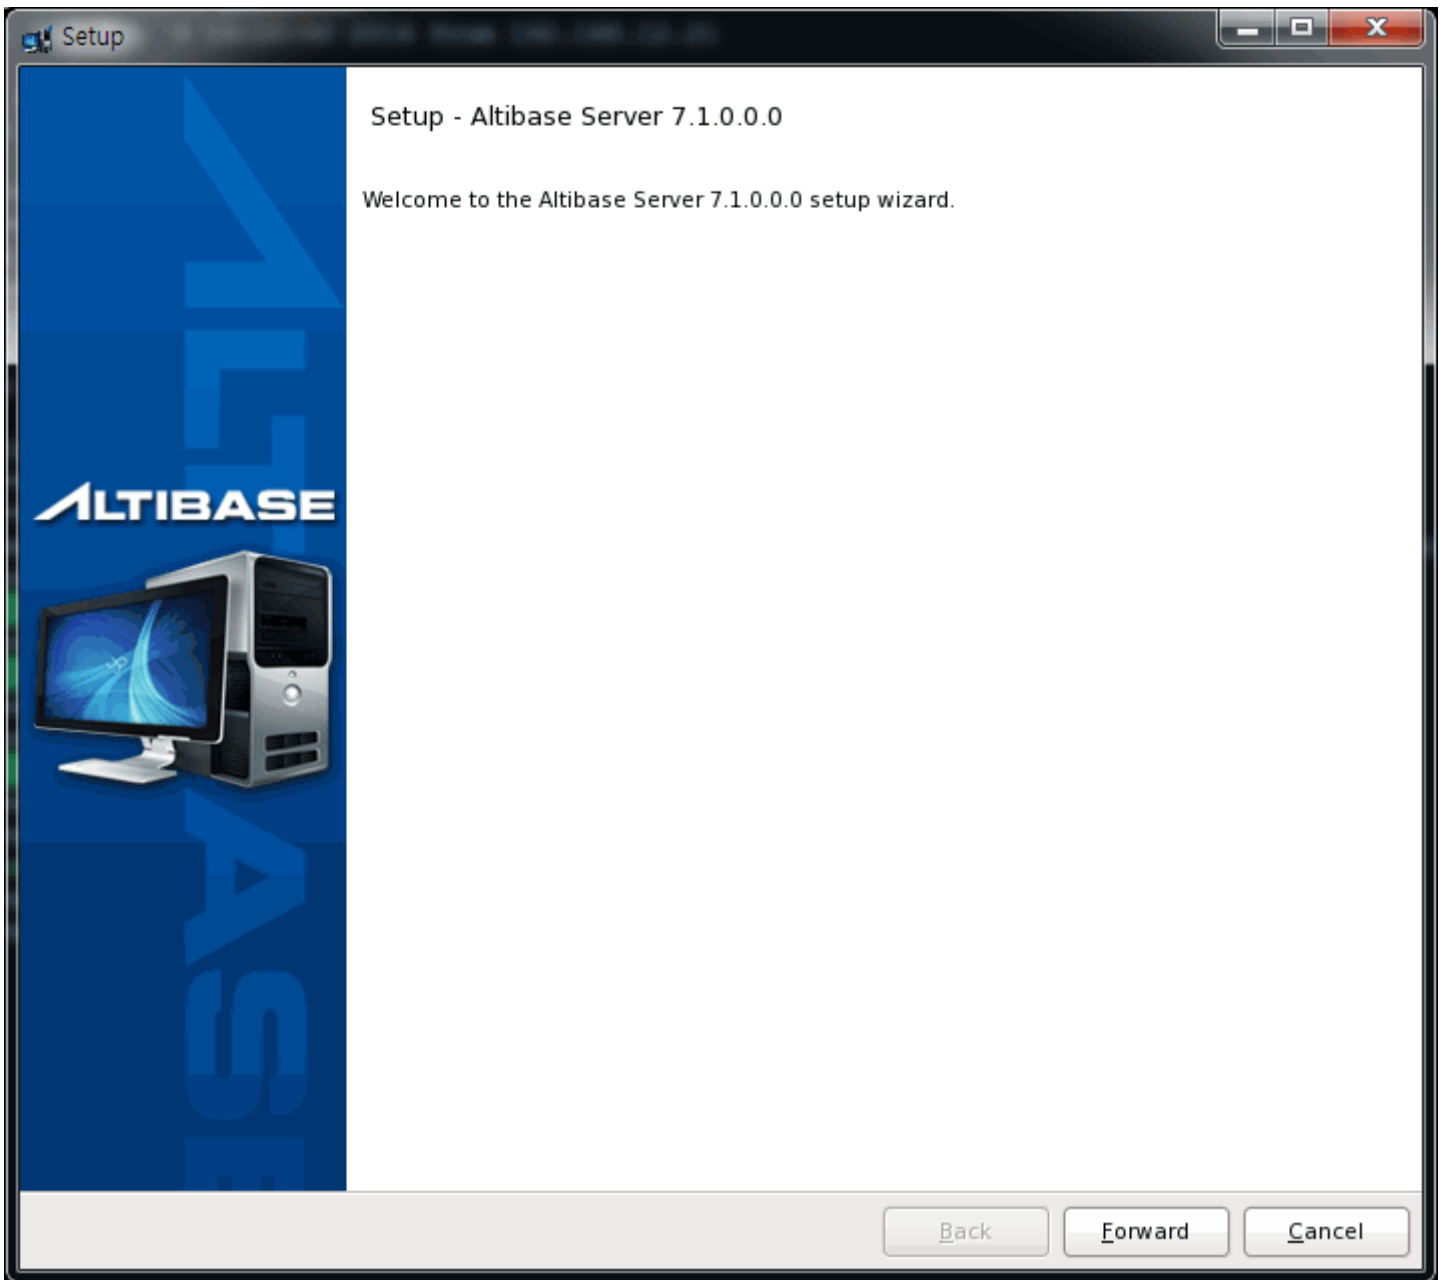 Setup
Setup - Altibase Server 7.1.0.0.0
Welcome to the Altibase Server 7.1.0.0.0 setup wizard.
ALTIBASE
Back
Forward
Cancel